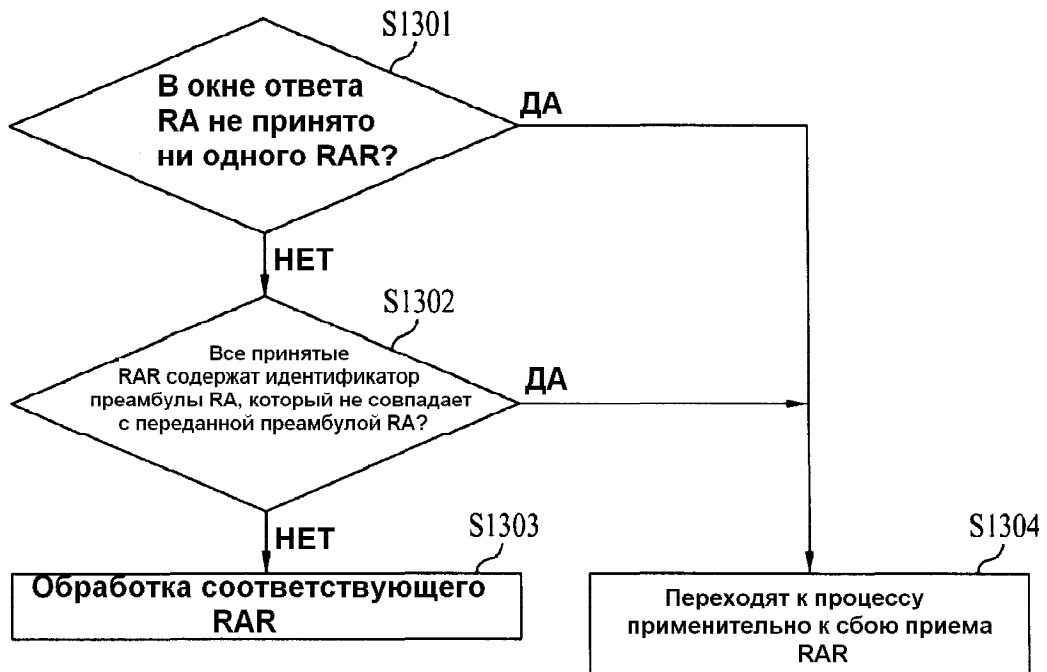 S1301
В окне ответа
RA не принято
ни одного RAR?
ДА
НЕТ
S1302
Все принятые
RAR содержат идентификатор
преамбулы RA, который не совпадает
с переданной преамбулой RA?
ДА
НЕТ
S1303
Обработка соответствующего
RAR
S1304
Переходят к процессу
применительно к сбою приема
RAR